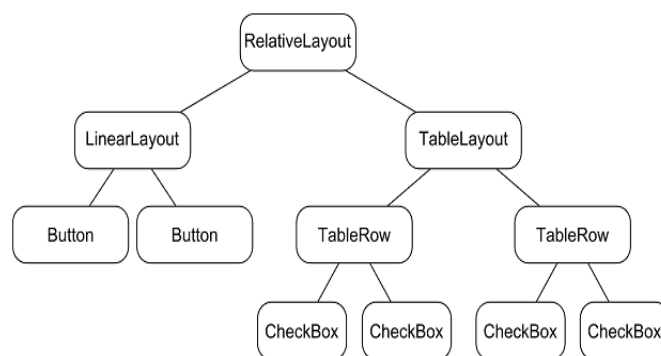 RelativeLayout
LinearLayout
TableLayout
Button
Button
TableRow
TableRow
CheckBox
CheckBox
CheckBox
CheckBox